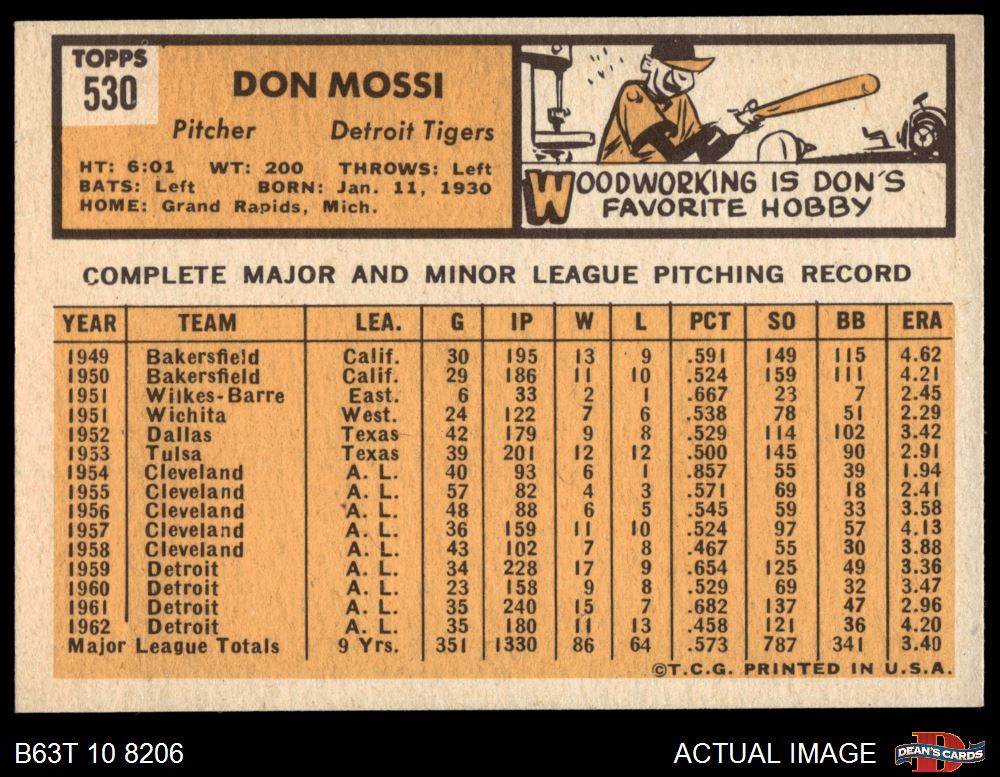 TOPPS
530
DON MOSSI
Pitcher Detroit Tigers
HT: 6:01 WT: 200 THROWS: Left
BATS: Left BORN: Jan. 11, 1930
HOME: Grand Rapids, Mich.
WOODWORKING IS DON'S
FAVORITE HOBBY
COMPLETE MAJOR AND MINOR LEAGUE PITCHING RECORD
YEAR TEAM LEA. G IP W L PCT SO BB ERA
1949 Bakersfield Calif. 30 195 13 9 .591 149 115 4.62
1950 Bakersfield Calif. 29 186 11 10 .524 159 111 4.21
1951 Wilkes-Barre East. 6 33 2 1 .667 23 7 2.45
1951 Wichita West. 24 122 7 6 .538 78 51 2.29
1952 Dallas Texas 42 179 9 8 .529 114 102 3.42
1953 Tulsa Texas 39 201 12 12 .500 145 90 2.91
1954 Cleveland A. L. 40 93 6 1 .857 55 39 1.94
1955 Cleveland A. L. 57 82 4 3 .571 69 18 2.41
1956 Cleveland A. L. 48 88 6 5 .545 59 33 3.58
1957 Cleveland A. L. 36 159 11 10 .524 97 57 4.13
1958 Cleveland A. L. 43 102 7 8 .467 55 30 3.88
1959 Detroit A. L. 34 228 17 9 .654 125 49 3.36
1960 Detroit A. L. 23 158 9 8 .529 69 32 3.47
1961 Detroit A. L. 35 240 15 7 .682 137 47 2.96
1962 Detroit A. L. 35 180 11 13 .458 121 36 4.20
Major League Totals 9 Yrs. 351 1330 86 64 .573 787 341 3.40
©T.C.G. PRINTED IN U.S.A.
B63T 10 8206 ACTUAL IMAGE D DEAN'S CARDS